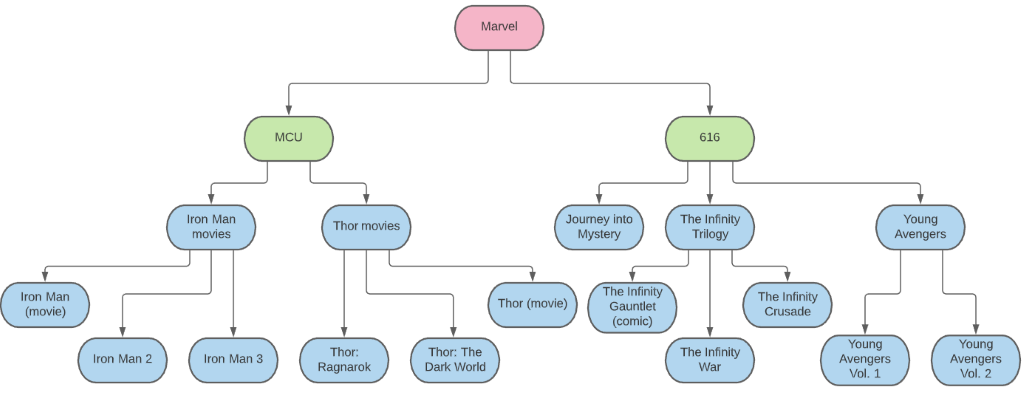 Marvel
MCU
616
Iron Man
movies
Thor movies
Journey into
Mystery
The Infinity
Trilogy
Young
Avengers
Iron Man
(movie)
Thor (movie)
The Infinity
Gauntlet
(comic)
The Infinity
Crusade
Iron Man 2
Iron Man 3
Thor:
Ragnarok
Thor: The
Dark World
The Infinity
War
Young
Avengers
Vol. 1
Young
Avengers
Vol. 2